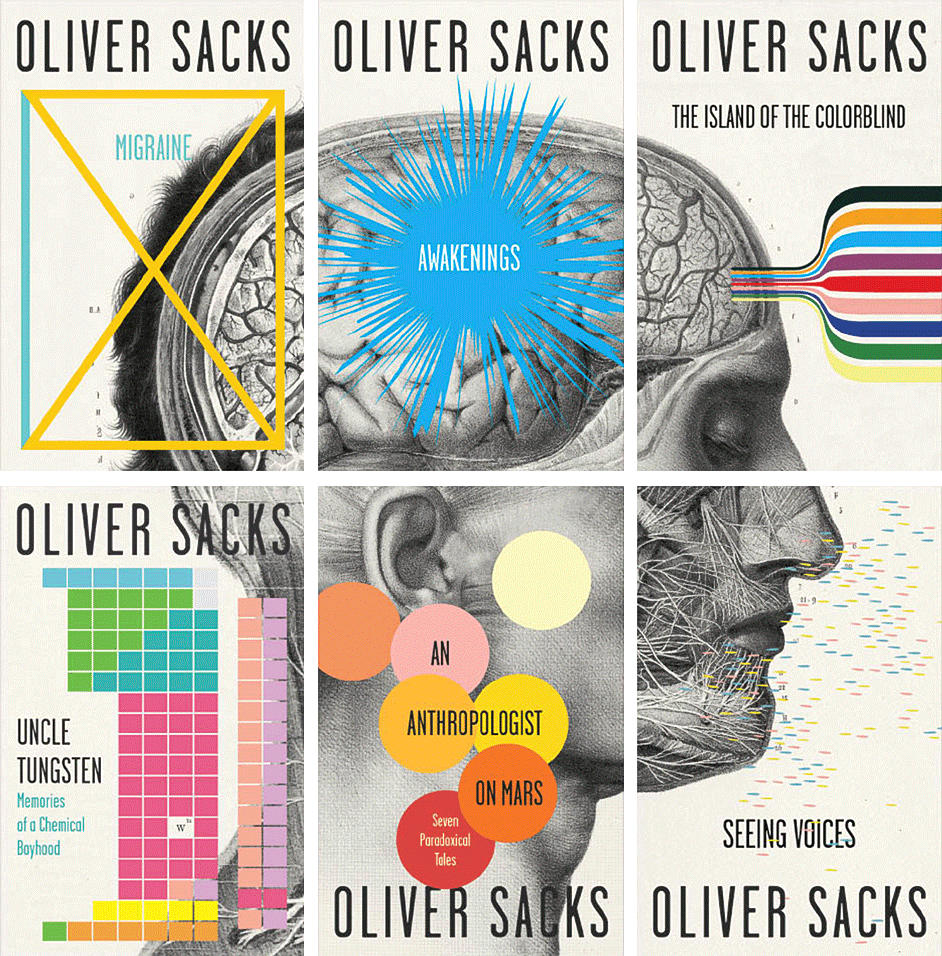 OLIVER SACKS
MIGRAINE
OLIVER SACKS
AWAKENINGS
OLIVER SACKS
THE ISLAND OF THE COLORBLIND
OLIVER SACKS
UNCLE
TUNGSTEN
Memories
of a Chemical
Boyhood
W
AN
ANTHROPOLOGIST
ON MARS
Seven
Paradoxical
Tales
OLIVER SACKS
SEEING VOICES
OLIVER SACKS